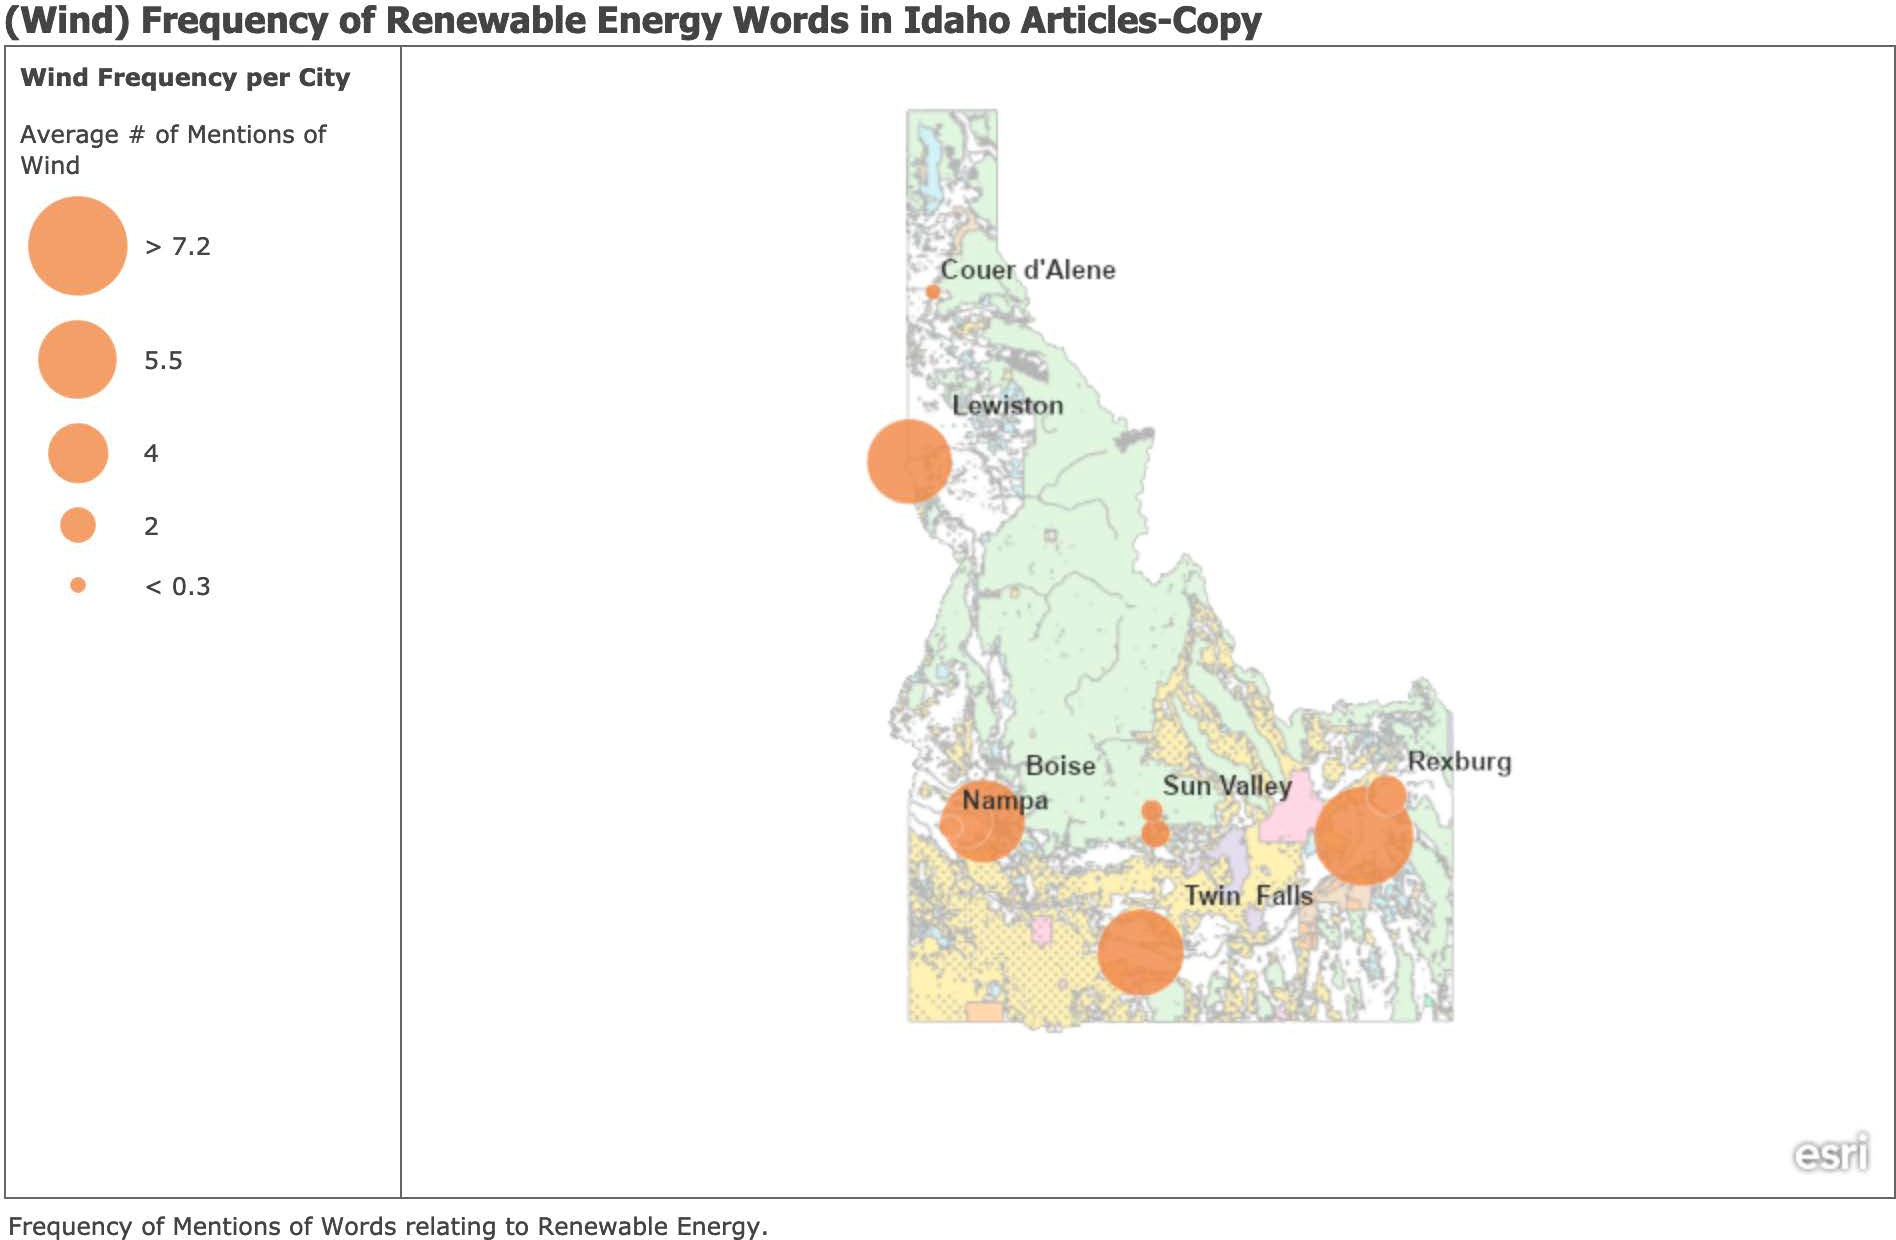 (Wind) Frequency of Renewable Energy Words in Idaho Articles-Copy
Wind Frequency per City
Average # of Mentions of
Wind
> 7.2
5.5
4
2
< 0.3
Couer d'Alene
Lewiston
Boise
Nampa
Sun Valley
Rexburg
Twin Falls
esri
Frequency of Mentions of Words relating to Renewable Energy.